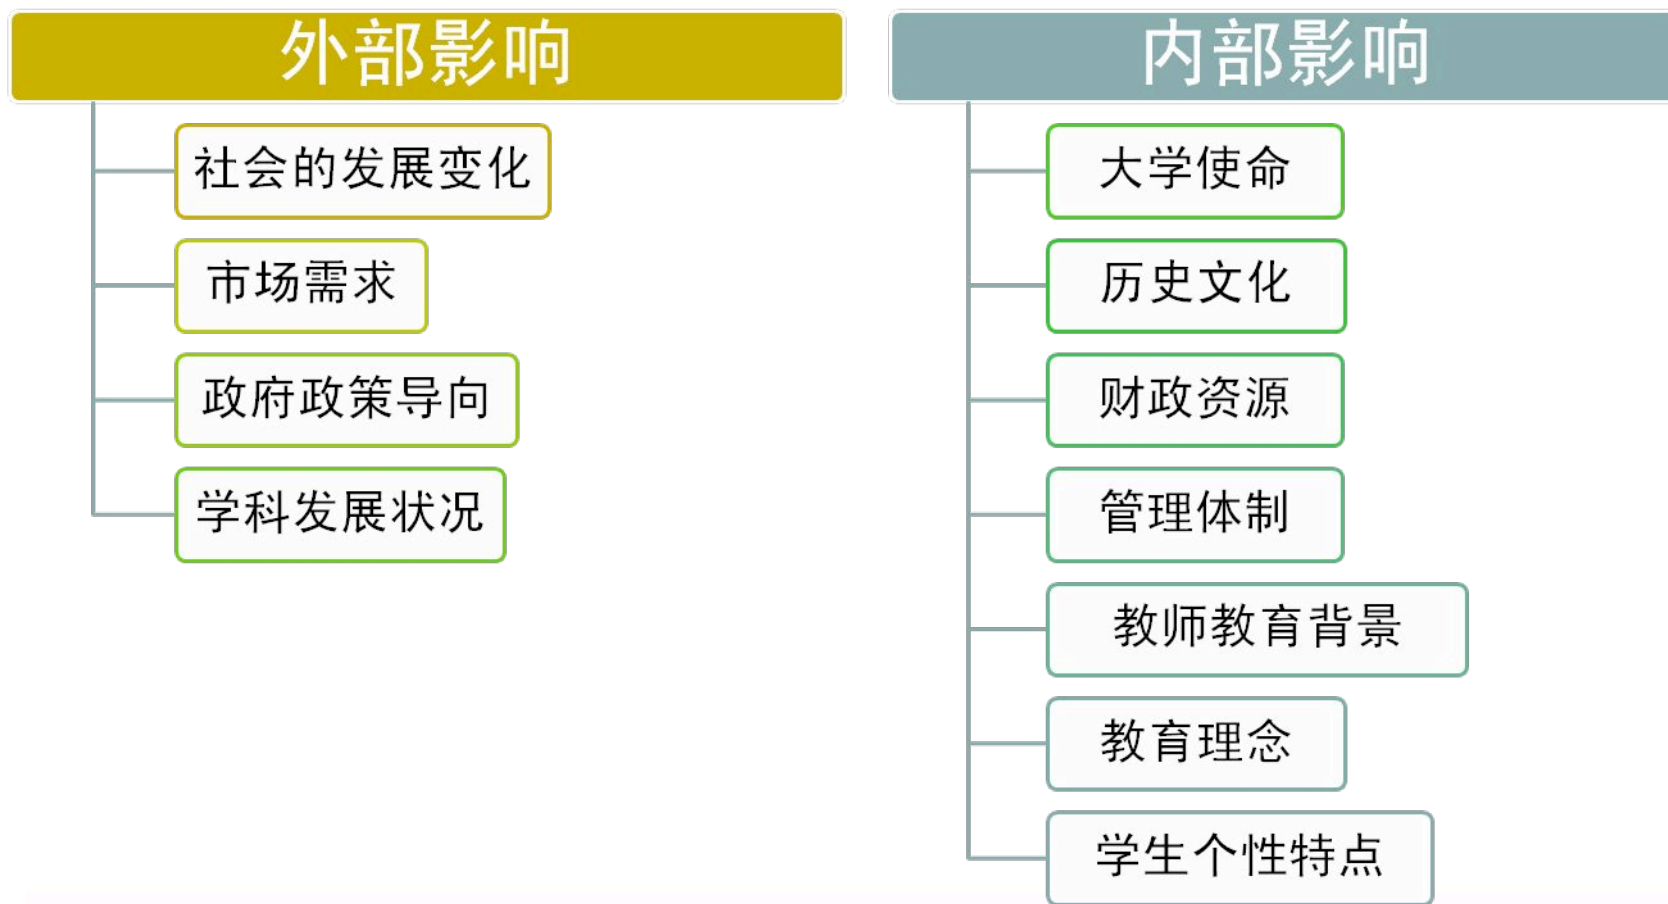 外部影响
社会的发展变化
市场需求
政府政策导向
学科发展状况
内部影响
大学使命
历史文化
财政资源
管理体制
教师教育背景
教育理念
学生个性特点